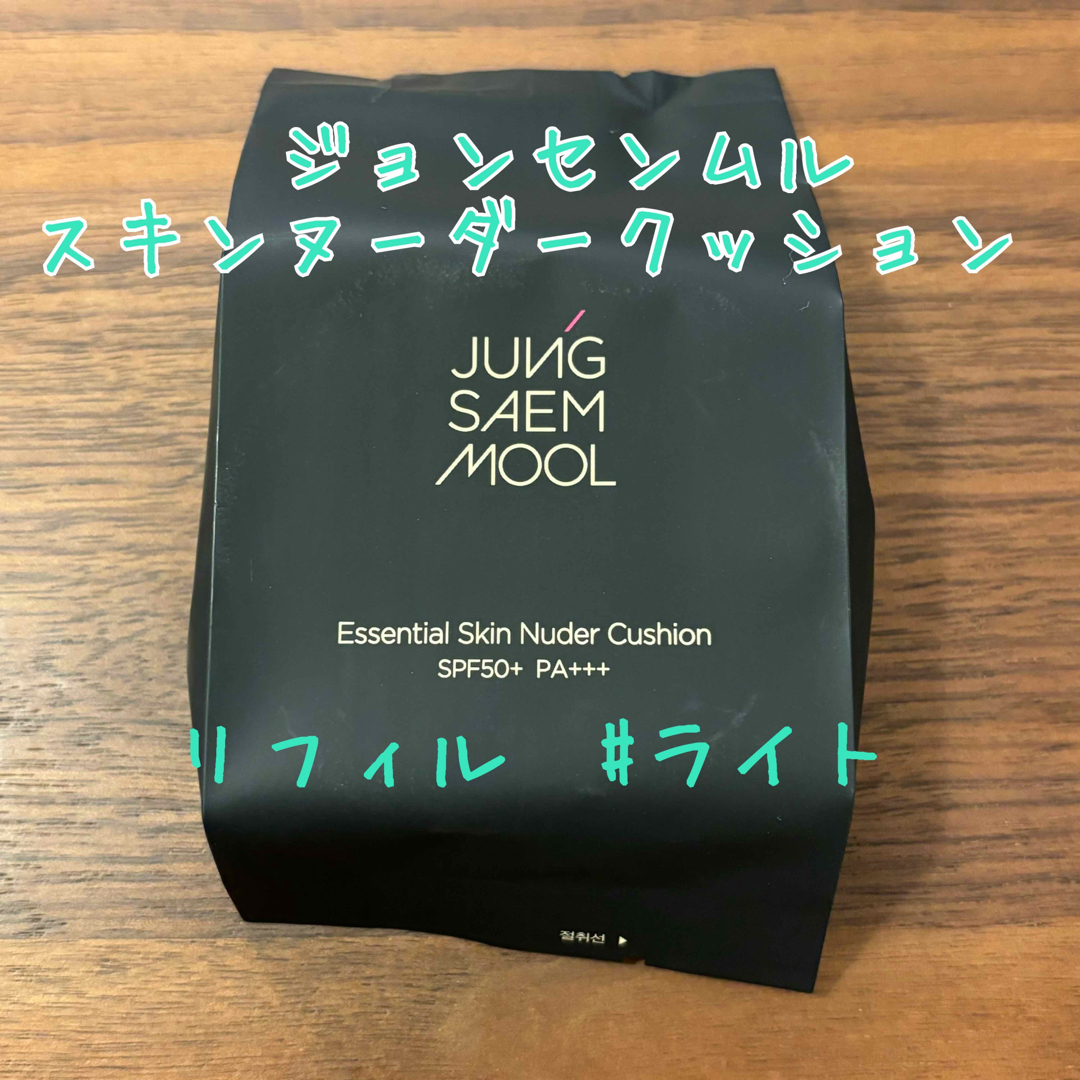 ジョンセンムル
スキンヌーダークッション
JUNG
SAEM
MOOL
Essential Skin Nuder Cushion
SPF50+ PA+++
リフィル #ライト
절취선 ▶